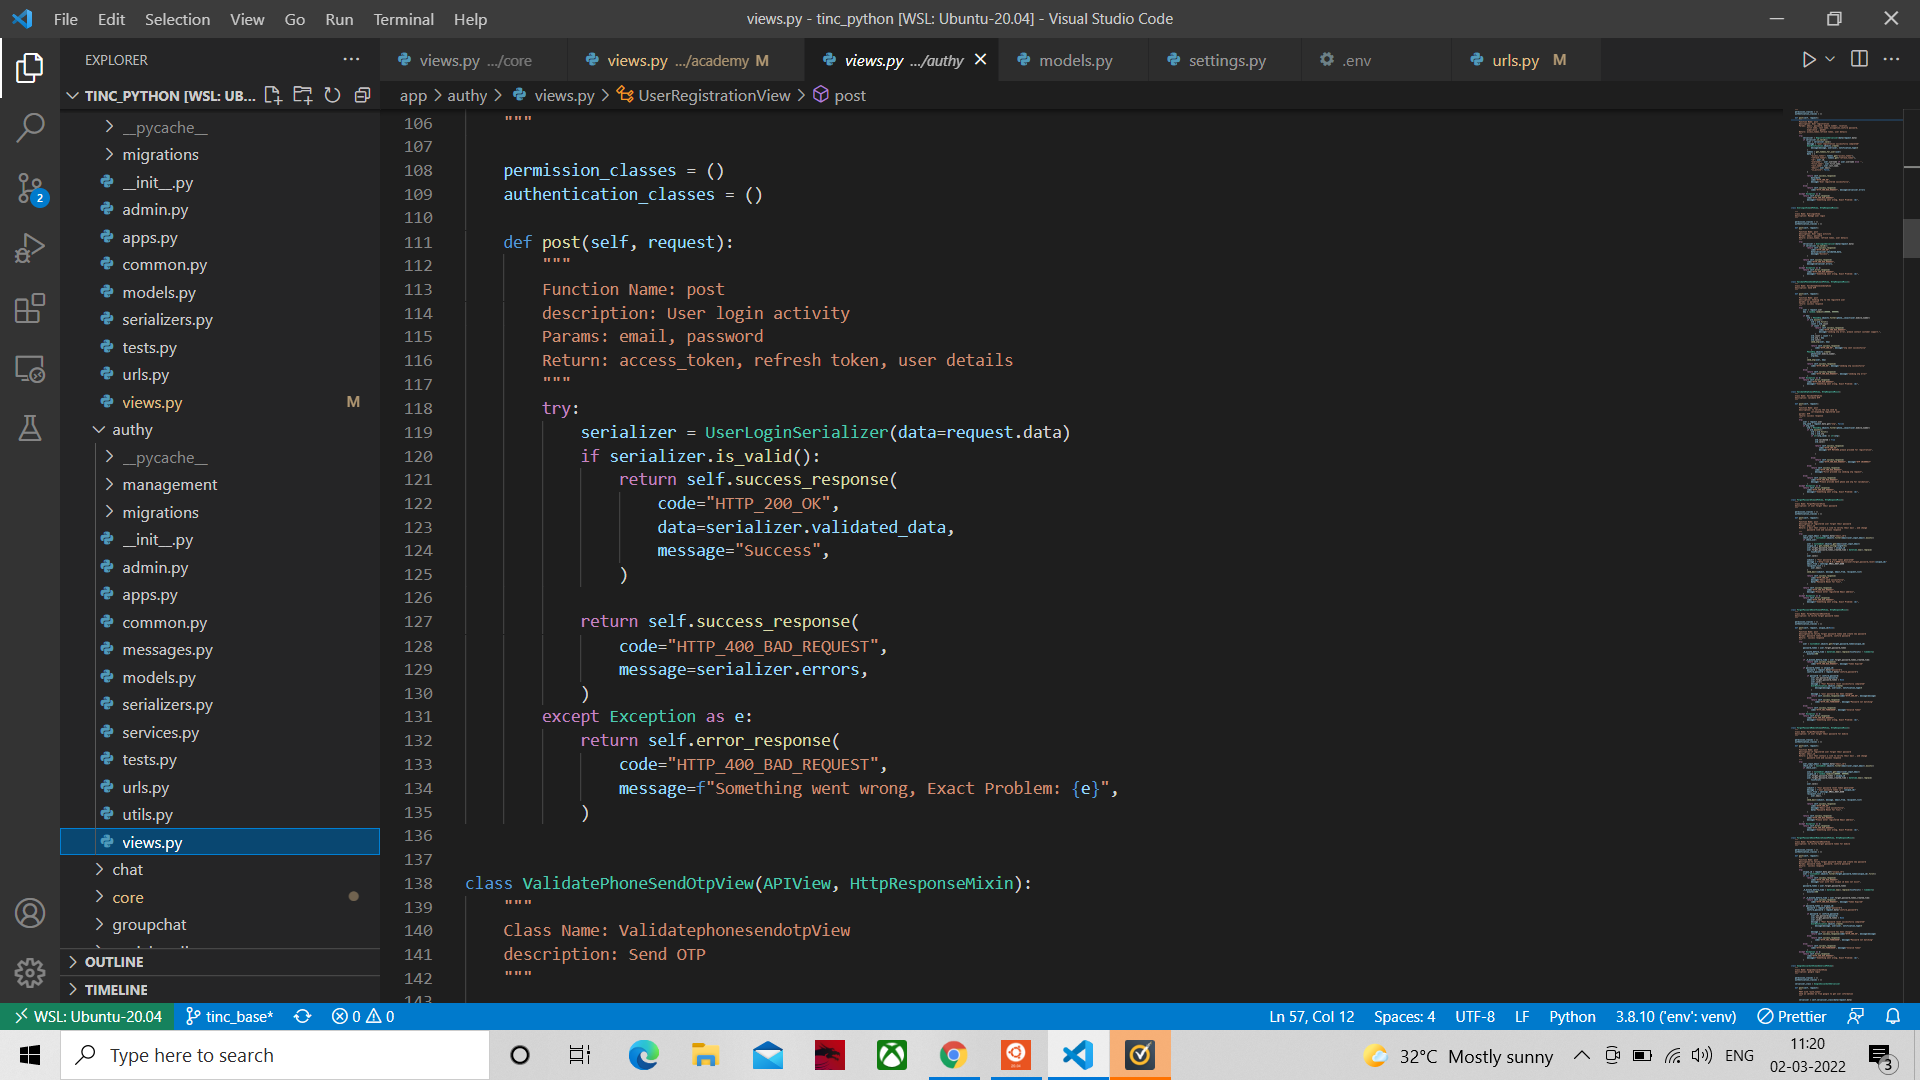 File Edit Selection View Go Run Terminal Help
views.py - tinc_python [WSL: Ubuntu-20.04] - Visual Studio Code
EXPLORER
views.py .../core
views.py .../academy M
views.py .../authy
models.py
settings.py
.env
urls.py M
TINC_PYTHON [WSL: UB...
app > authy > views.py > UserRegistrationView > post
__pycache__
migrations
__init__.py
admin.py
apps.py
common.py
models.py
serializers.py
tests.py
urls.py
views.py M
authy
__pycache__
management
migrations
__init__.py
admin.py
apps.py
common.py
messages.py
models.py
serializers.py
services.py
tests.py
urls.py
utils.py
views.py
chat
core
groupchat
OUTLINE
TIMELINE
2
106 """
107
108 permission_classes = ()
109 authentication_classes = ()
110
111 def post(self, request):
112 """
113 Function Name: post
114 description: User login activity
115 Params: email, password
116 Return: access_token, refresh token, user details
117 """
118 try:
119 serializer = UserLoginSerializer(data=request.data)
120 if serializer.is_valid():
121 return self.success_response(
122 code="HTTP_200_OK",
123 data=serializer.validated_data,
124 message="Success",
125 )
126
127 return self.success_response(
128 code="HTTP_400_BAD_REQUEST",
129 message=serializer.errors,
130 )
131 except Exception as e:
132 return self.error_response(
133 code="HTTP_400_BAD_REQUEST",
134 message=f"Something went wrong, Exact Problem: {e}",
135 )
136
137
138 class ValidatePhoneSendOtpView(APIView, HttpResponseMixin):
139 """
140 Class Name: ValidatephonesendotpView
141 description: Send OTP
142 """
143
WSL: Ubuntu-20.04 tinc_base* 0 0
Ln 57, Col 12 Spaces: 4 UTF-8 LF Python 3.8.10 ('env': venv) Prettier
Type here to search
32°C Mostly sunny
ENG
11:20
02-03-2022
3